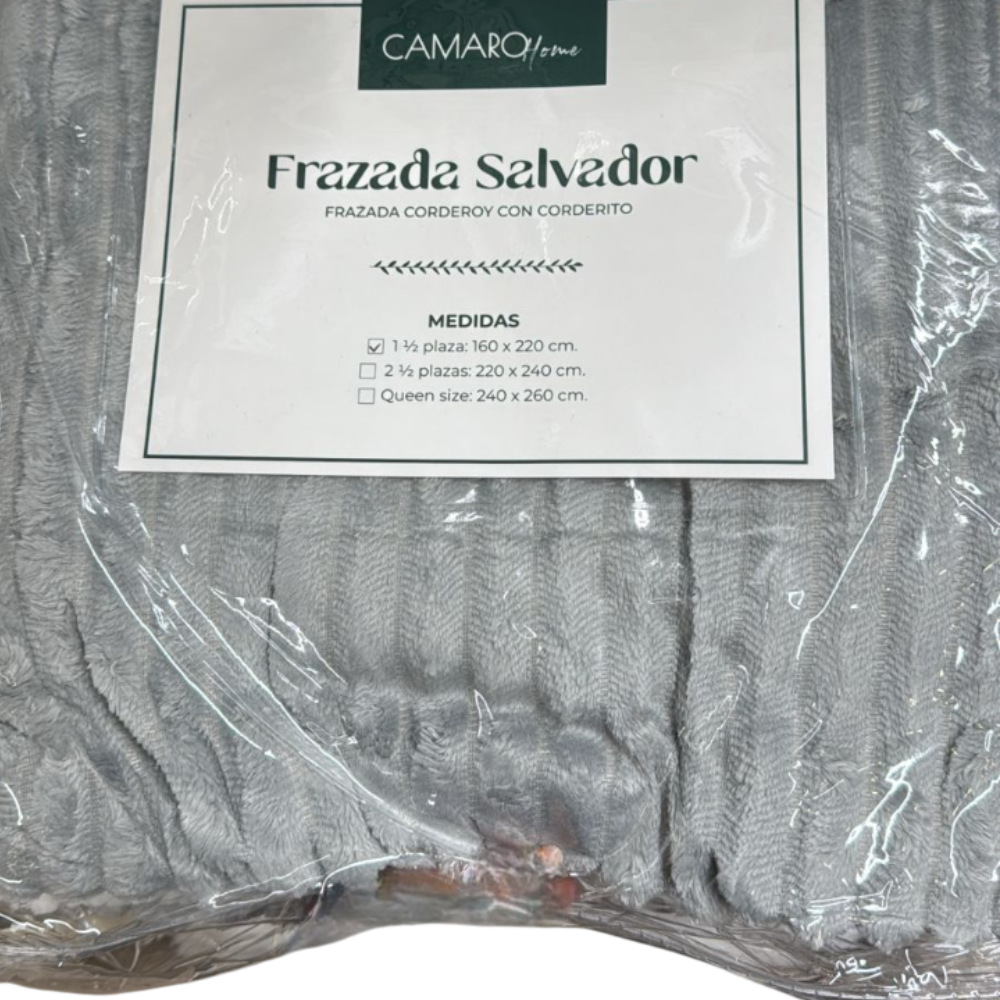 CAMARO Home
Frazada Salvador
FRAZADA CORDEROY CON CORDERITO
MEDIDAS
1 ½ plaza: 160 x 220 cm.
2 ½ plazas: 220 x 240 cm.
Queen size: 240 x 260 cm.